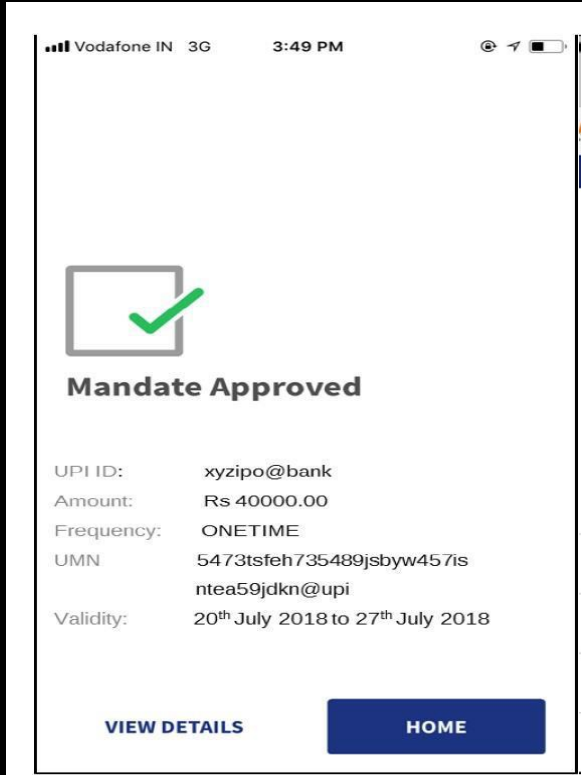 Vodafone IN 3G 3:49 PM
Mandate Approved
UPI ID: xyzipo@bank
Amount: Rs 40000.00
Frequency: ONETIME
UMN 5473tsfeh735489jsbyw457is
ntea59jdkn@upi
Validity: 20th July 2018 to 27th July 2018
VIEW DETAILS HOME